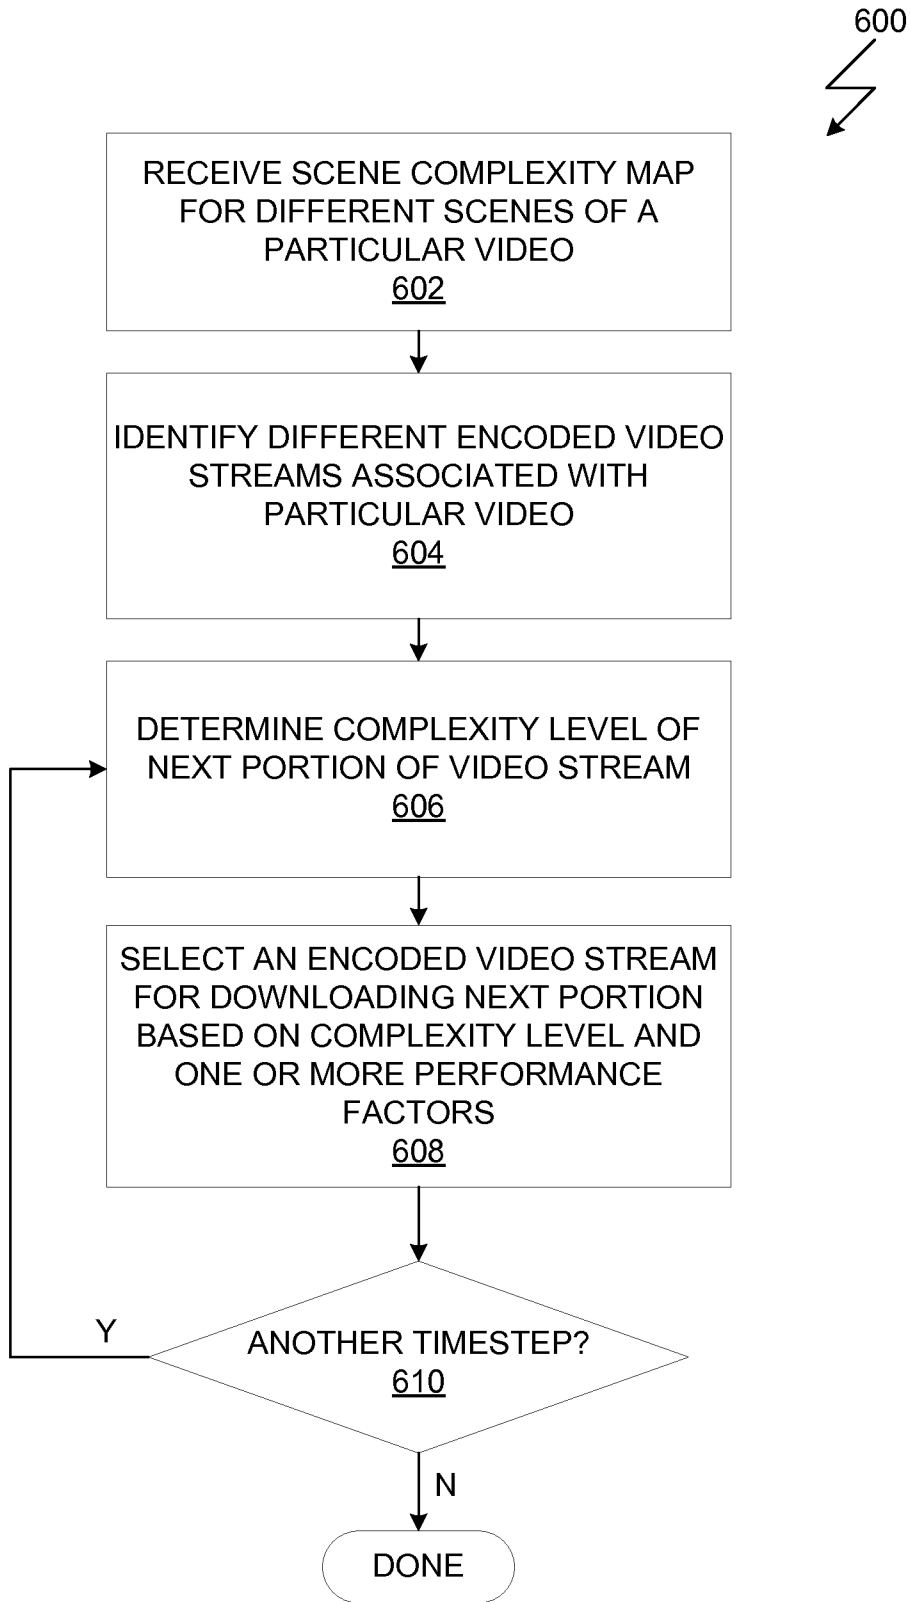 600
RECEIVE SCENE COMPLEXITY MAP
FOR DIFFERENT SCENES OF A
PARTICULAR VIDEO
602
IDENTIFY DIFFERENT ENCODED VIDEO
STREAMS ASSOCIATED WITH
PARTICULAR VIDEO
604
DETERMINE COMPLEXITY LEVEL OF
NEXT PORTION OF VIDEO STREAM
606
SELECT AN ENCODED VIDEO STREAM
FOR DOWNLOADING NEXT PORTION
BASED ON COMPLEXITY LEVEL AND
ONE OR MORE PERFORMANCE
FACTORS
608
Y
ANOTHER TIMESTEP?
610
N
DONE